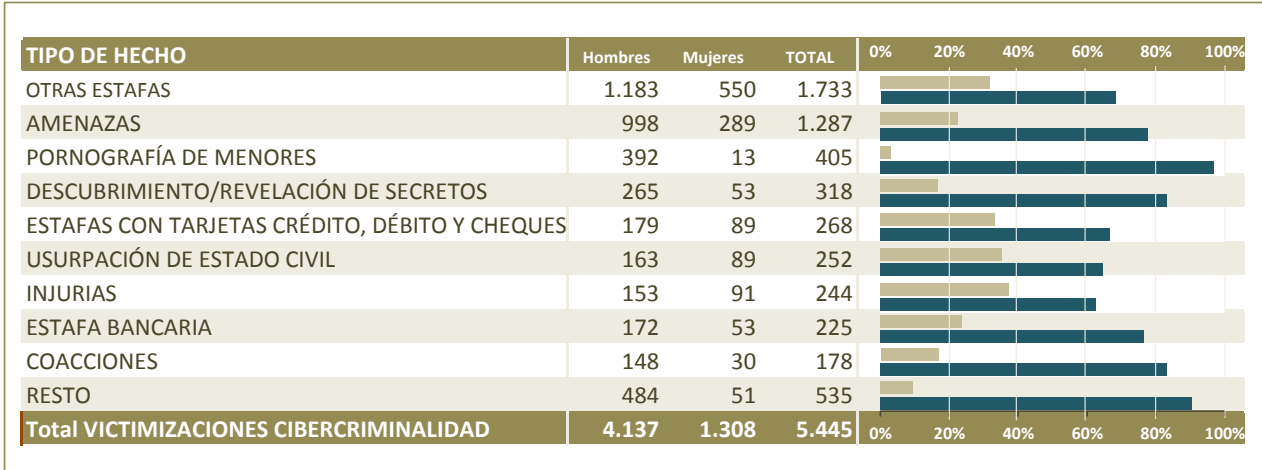 TIPO DE HECHO Hombres Mujeres TOTAL 0% 20% 40% 60% 80% 100%
OTRAS ESTAFAS 1.183 550 1.733
AMENAZAS 998 289 1.287
PORNOGRAFÍA DE MENORES 392 13 405
DESCUBRIMIENTO/REVELACIÓN DE SECRETOS 265 53 318
ESTAFAS CON TARJETAS CRÉDITO, DÉBITO Y CHEQUES 179 89 268
USURPACIÓN DE ESTADO CIVIL 163 89 252
INJURIAS 153 91 244
ESTAFA BANCARIA 172 53 225
COACCIONES 148 30 178
RESTO 484 51 535
Total VICTIMIZACIONES CIBERCRIMINALIDAD 4.137 1.308 5.445 0% 20% 40% 60% 80% 100%